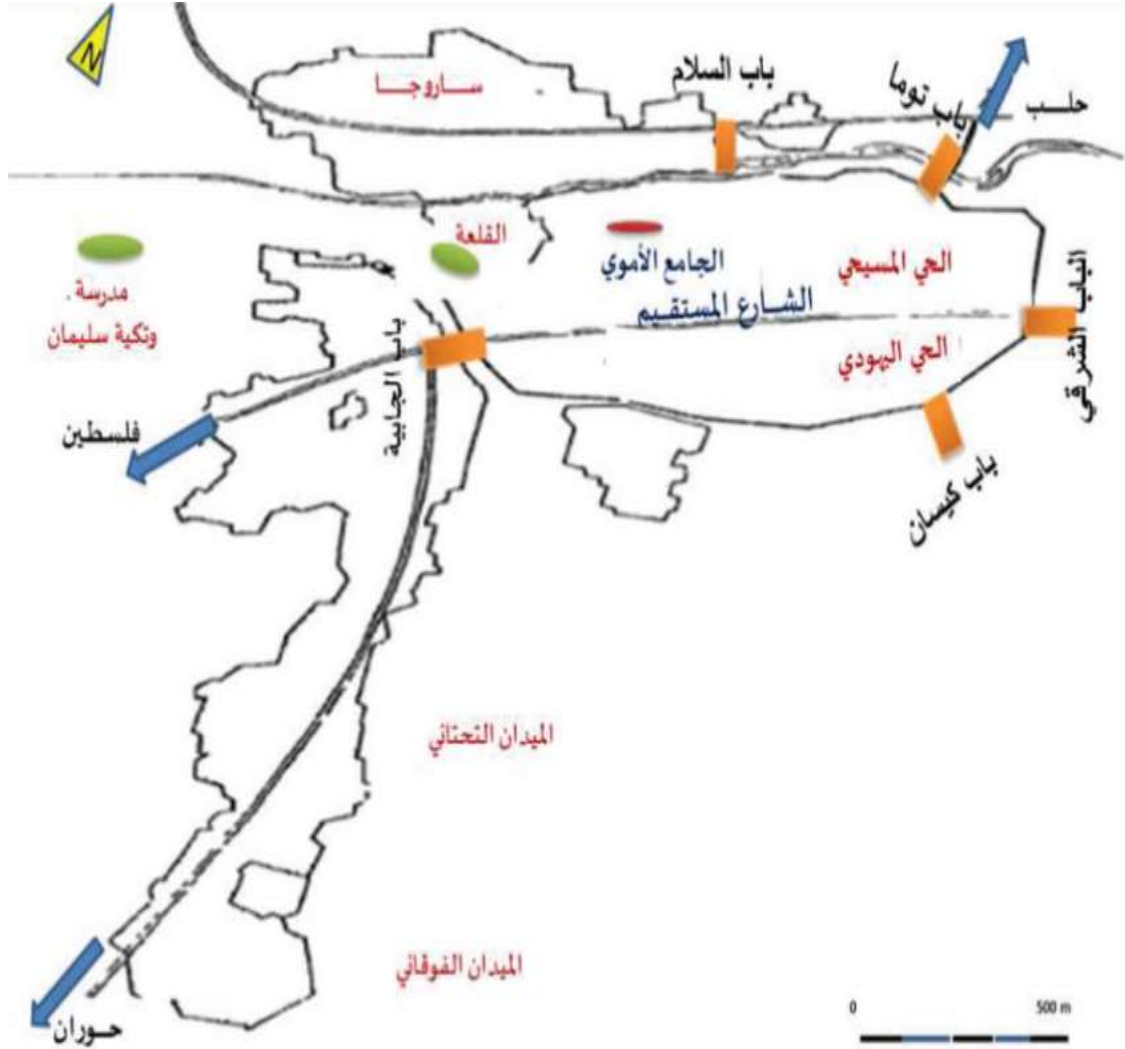 N
ساروجا
باب السلام
باب توما
حلب
القلعة
الجامع الأموي
الحي المسيحي
الشارع المستقيم
الباب الشرقي
مدرسة .
وتكية سليمان
باب الجابية
الحي اليهودي
فلسطين
باب كيسان
الميدان التحتاني
الميدان الفوقاني
حوران
0
500 m